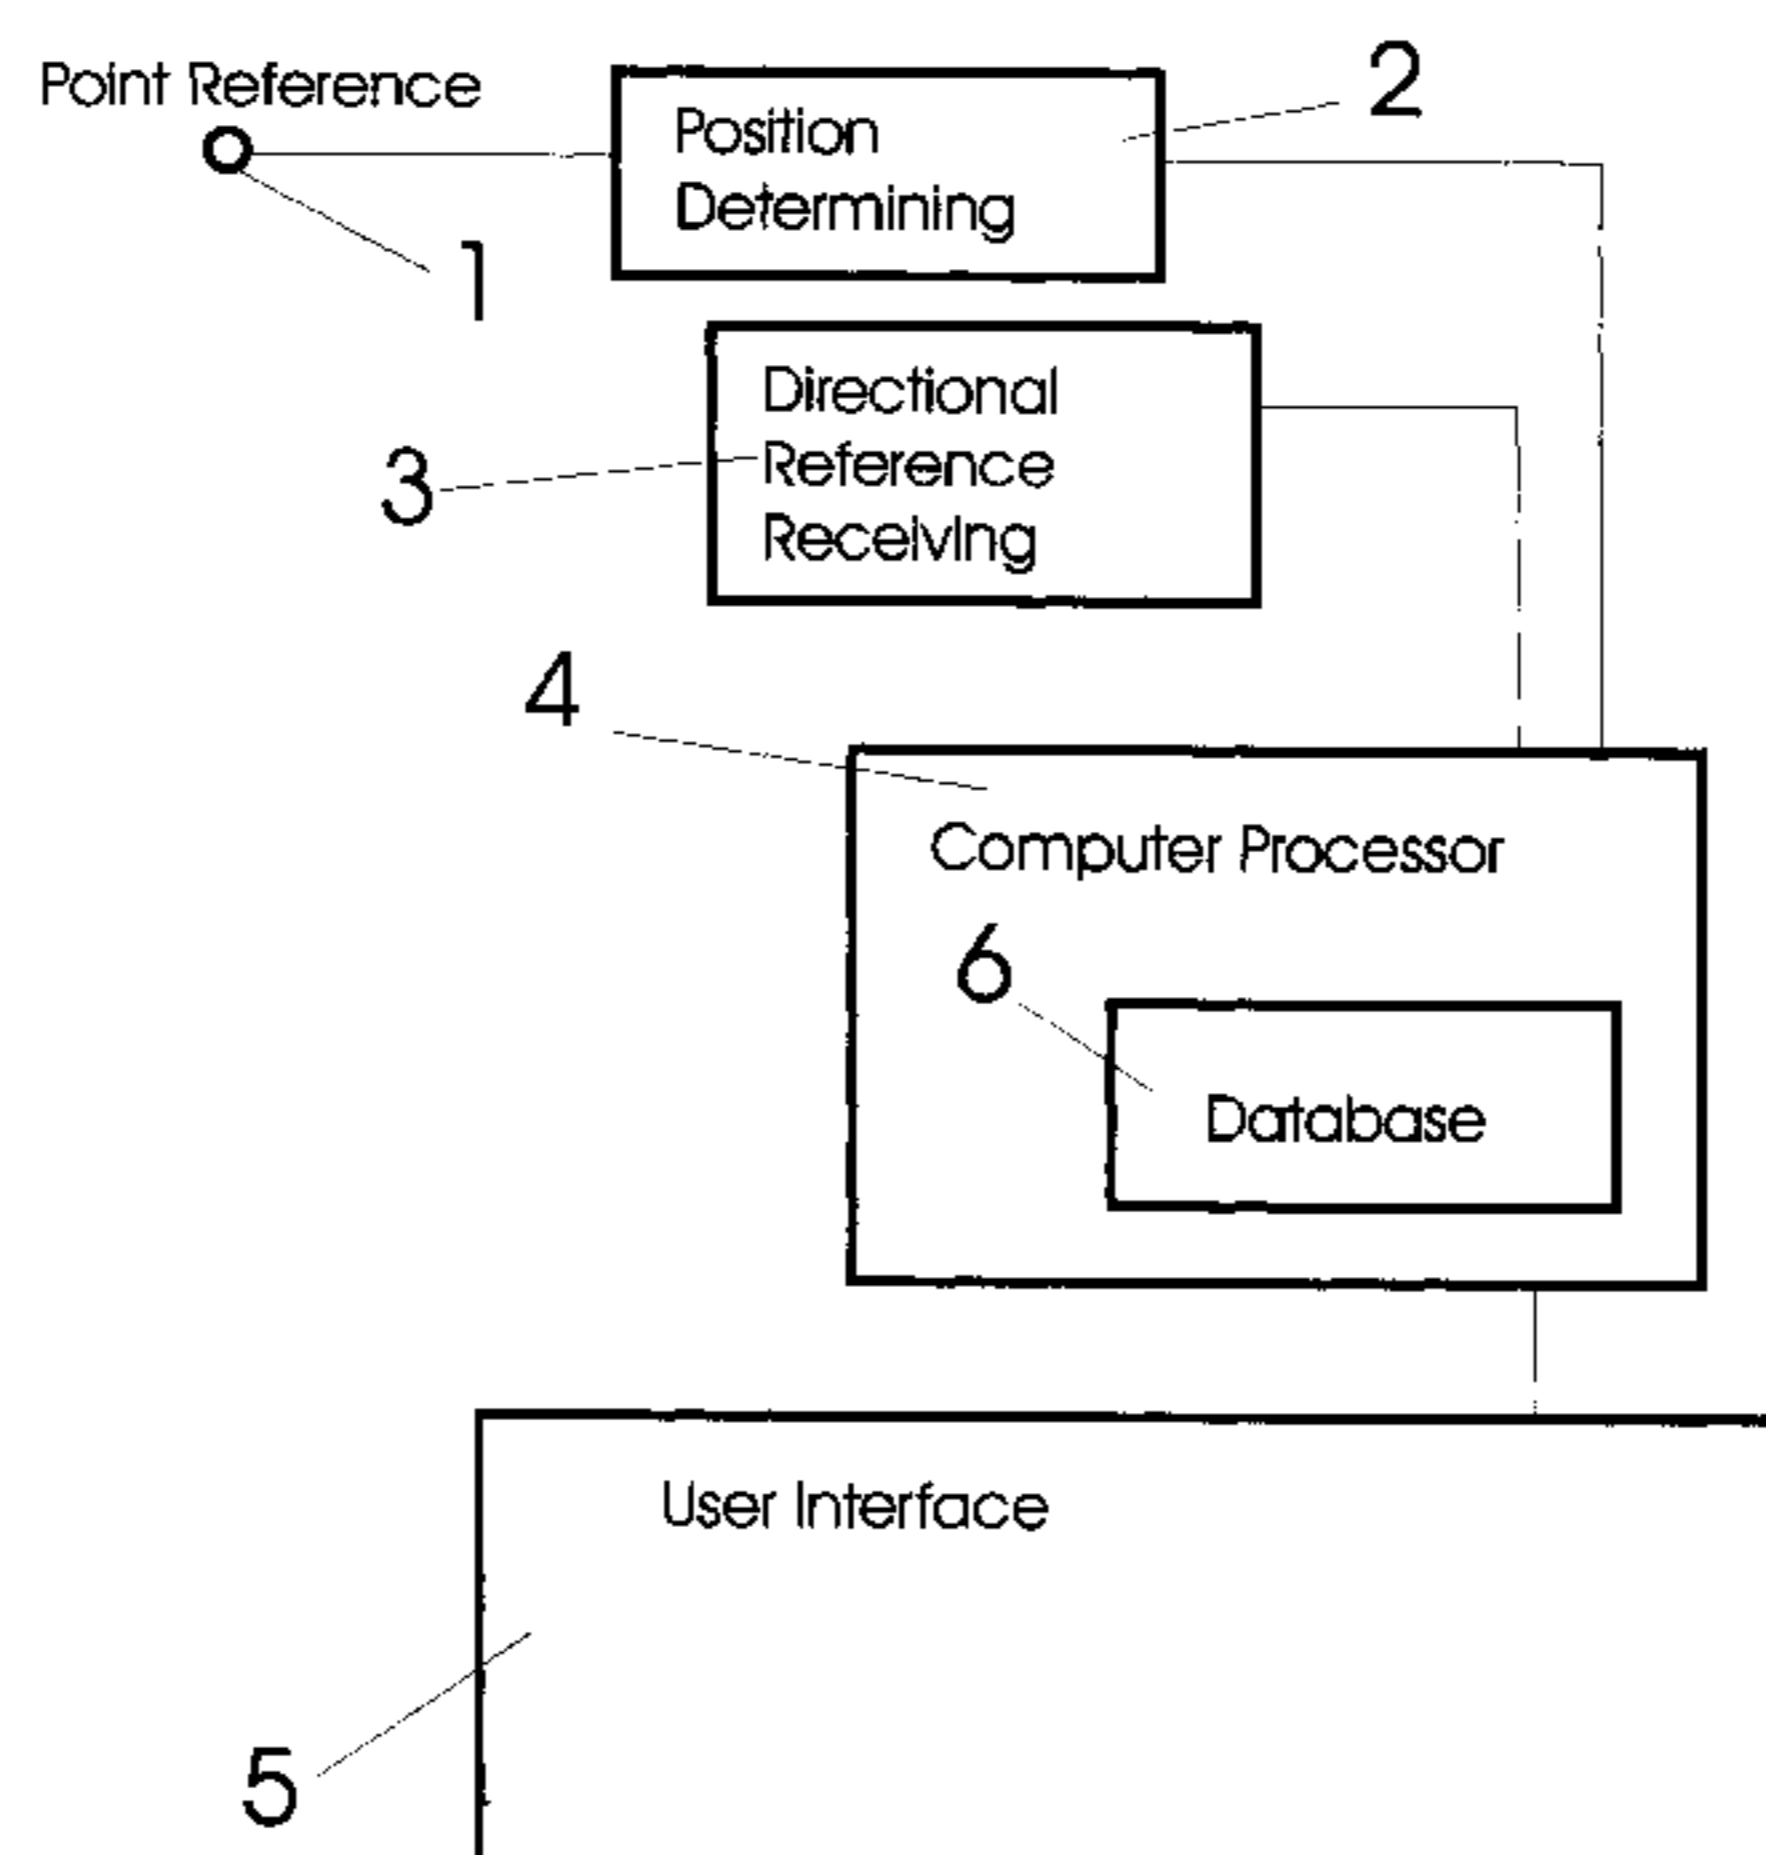 Point Reference
1
Position
Determining
2
Directional
Reference
Receiving
3
4
Computer Processor
6
Database
User Interface
5